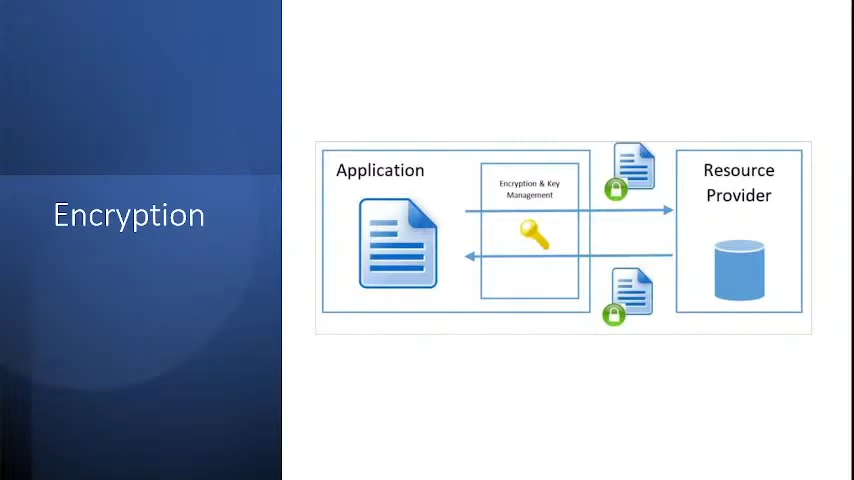 Encryption
Application
Encryption & Key
Management
Resource
Provider